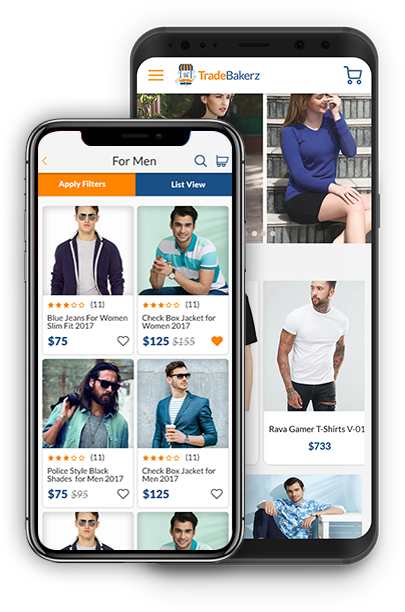 TradeBakerz
For Men
Apply Filters
List View
(11)
Blue Jeans For Women
Slim Fit 2017
$75
(11)
Check Box Jacket for
Women 2017
$125 $155
(11)
Police Style Black
Shades for Men 2017
$75 $95
(11)
Check Box Jacket for
Men 2017
$125
Rava Gamer T-Shirts V-01
$733